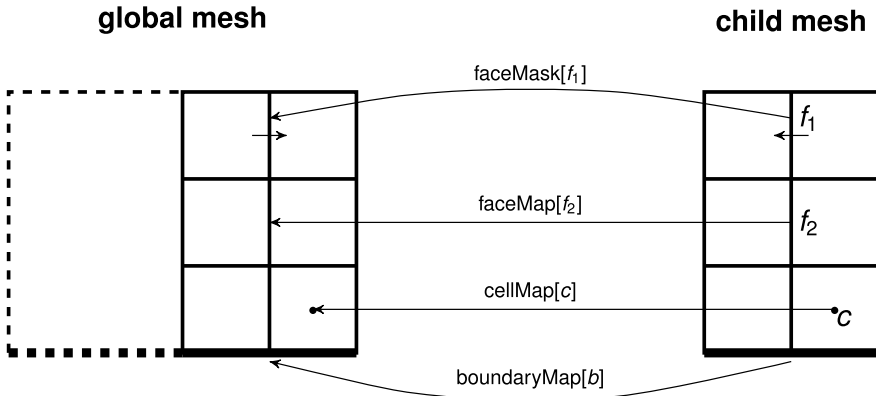 global mesh
child mesh
faceMask[f1]
f1
faceMap[f2]
f2
cellMap[c]
c
boundaryMap[b]